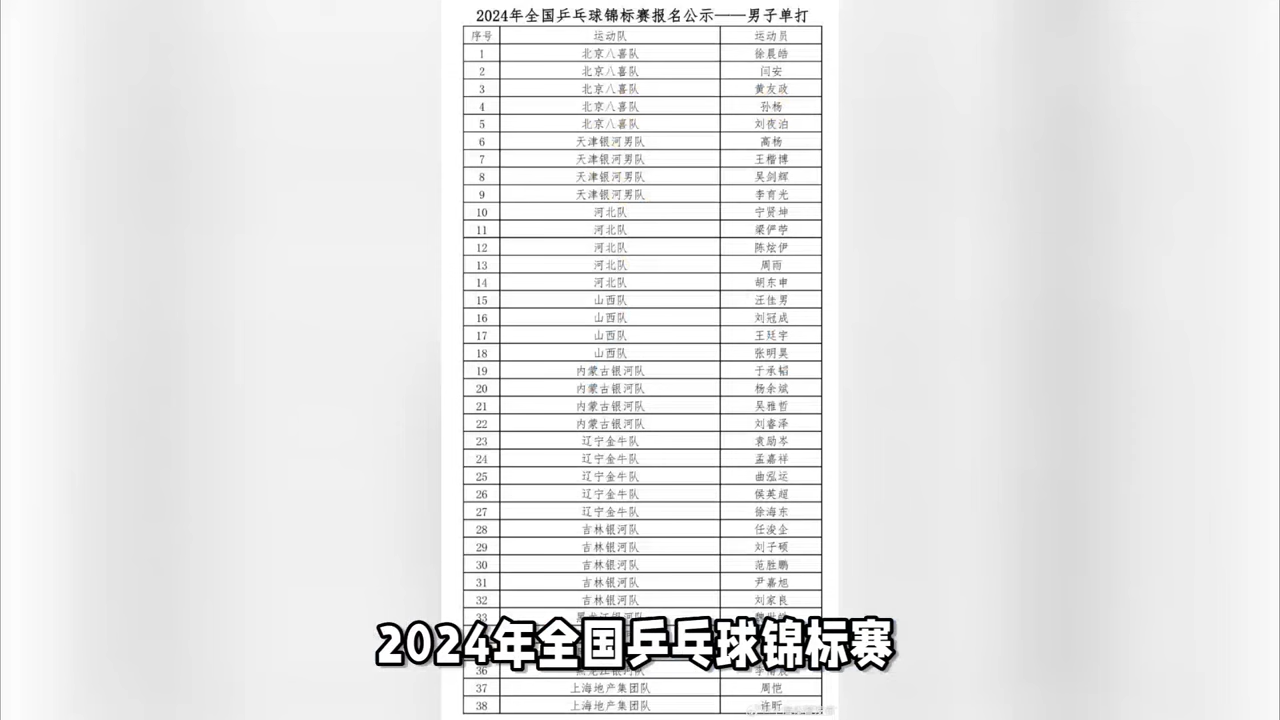 2024年全国乒乓球锦标赛报名公示——男子单打
序号 运动队 运动员
1 北京八喜队 徐晨皓
2 北京八喜队 闫安
3 北京八喜队 黄友政
4 北京八喜队 孙杨
5 北京八喜队 刘夜泊
6 天津银河男队 高杨
7 天津银河男队 王楷博
8 天津银河男队 吴剑辉
9 天津银河男队 李育光
10 河北队 宁贤坤
11 河北队 梁俨苧
12 河北队 陈炫伊
13 河北队 周雨
14 河北队 胡东申
15 山西队 汪佳男
16 山西队 刘冠成
17 山西队 王廷宇
18 山西队 张明昊
19 内蒙古银河队 于承韬
20 内蒙古银河队 杨余斌
21 内蒙古银河队 吴雅哲
22 内蒙古银河队 刘睿泽
23 辽宁金牛队 袁励岑
24 辽宁金牛队 孟嘉祥
25 辽宁金牛队 曲泓运
26 辽宁金牛队 侯英超
27 辽宁金牛队 徐海东
28 吉林银河队 任浚企
29 吉林银河队 刘子硕
30 吉林银河队 范胜鹏
31 吉林银河队 尹嘉旭
32 吉林银河队 刘家良
33 黑龙江银河队
2024年全国乒乓球锦标赛
36 黑龙江银河队
37 上海地产集团队 周恺
38 上海地产集团队 许昕